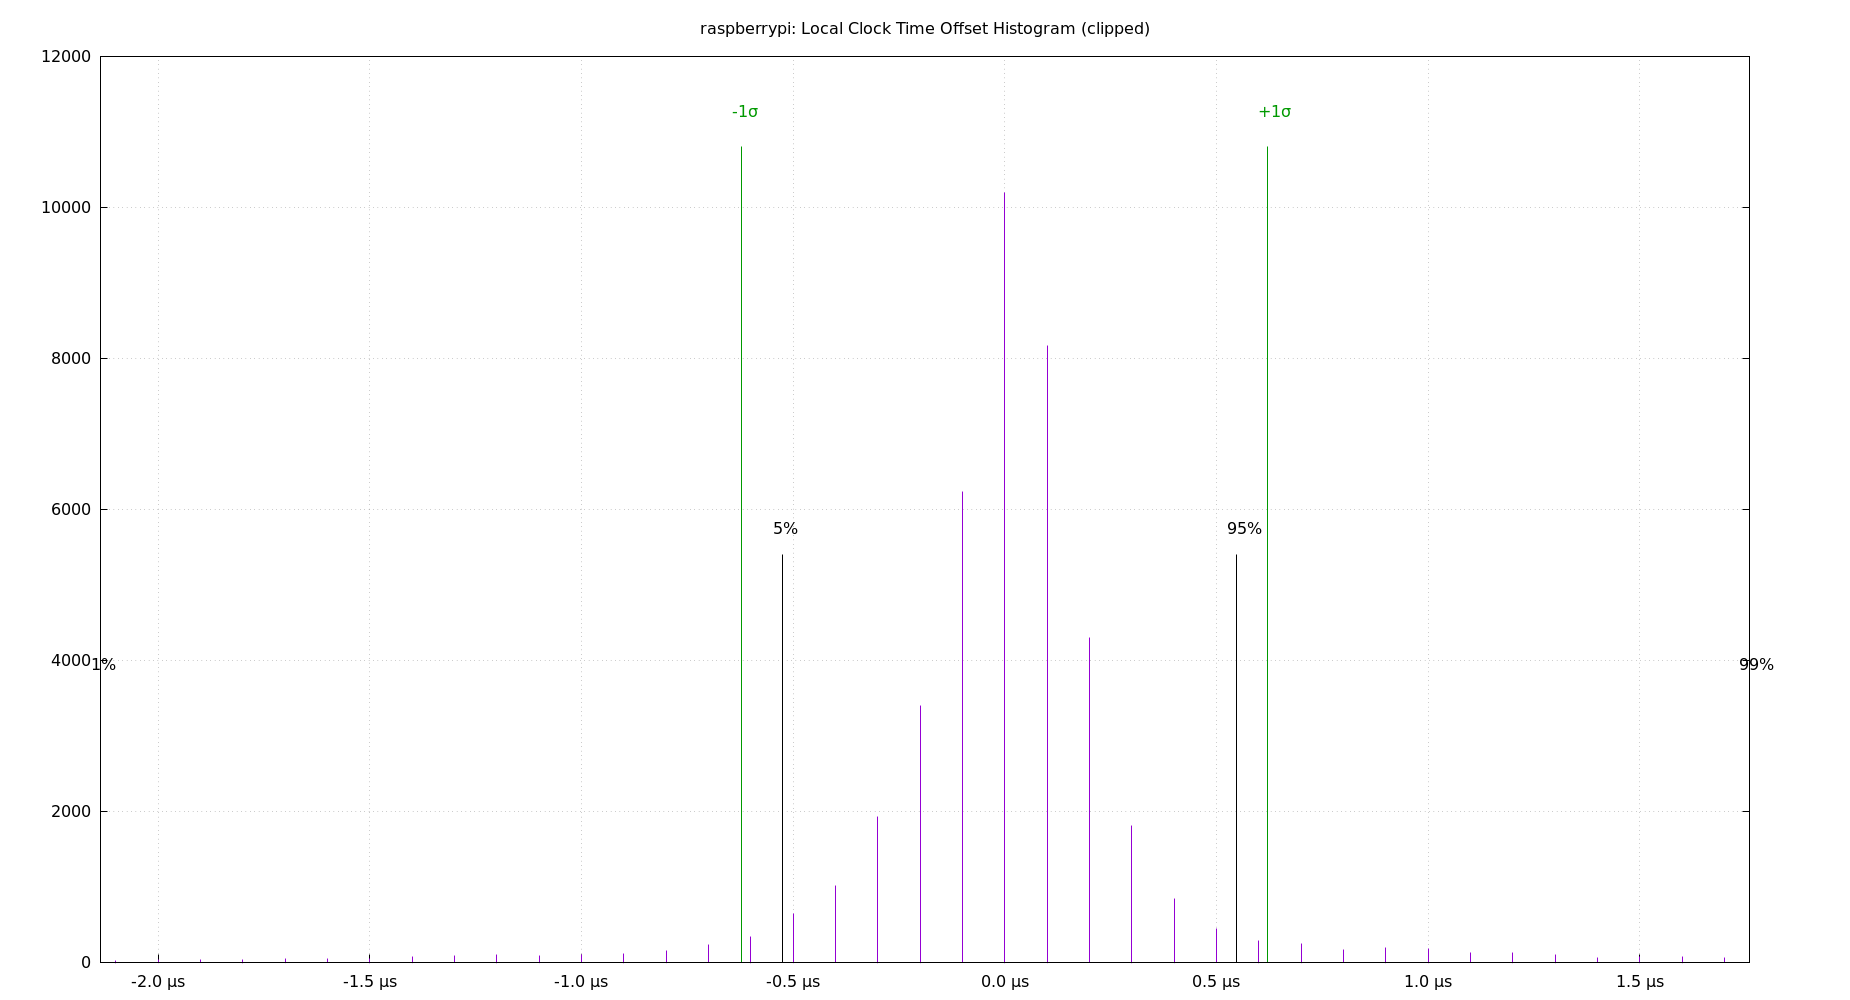 raspberrypi: Local Clock Time Offset Histogram (clipped)
12000
-1σ +1σ
10000
8000
6000
5% 95%
4000 1% 99%
2000
0
-2.0 µs -1.5 µs -1.0 µs -0.5 µs 0.0 µs 0.5 µs 1.0 µs 1.5 µs